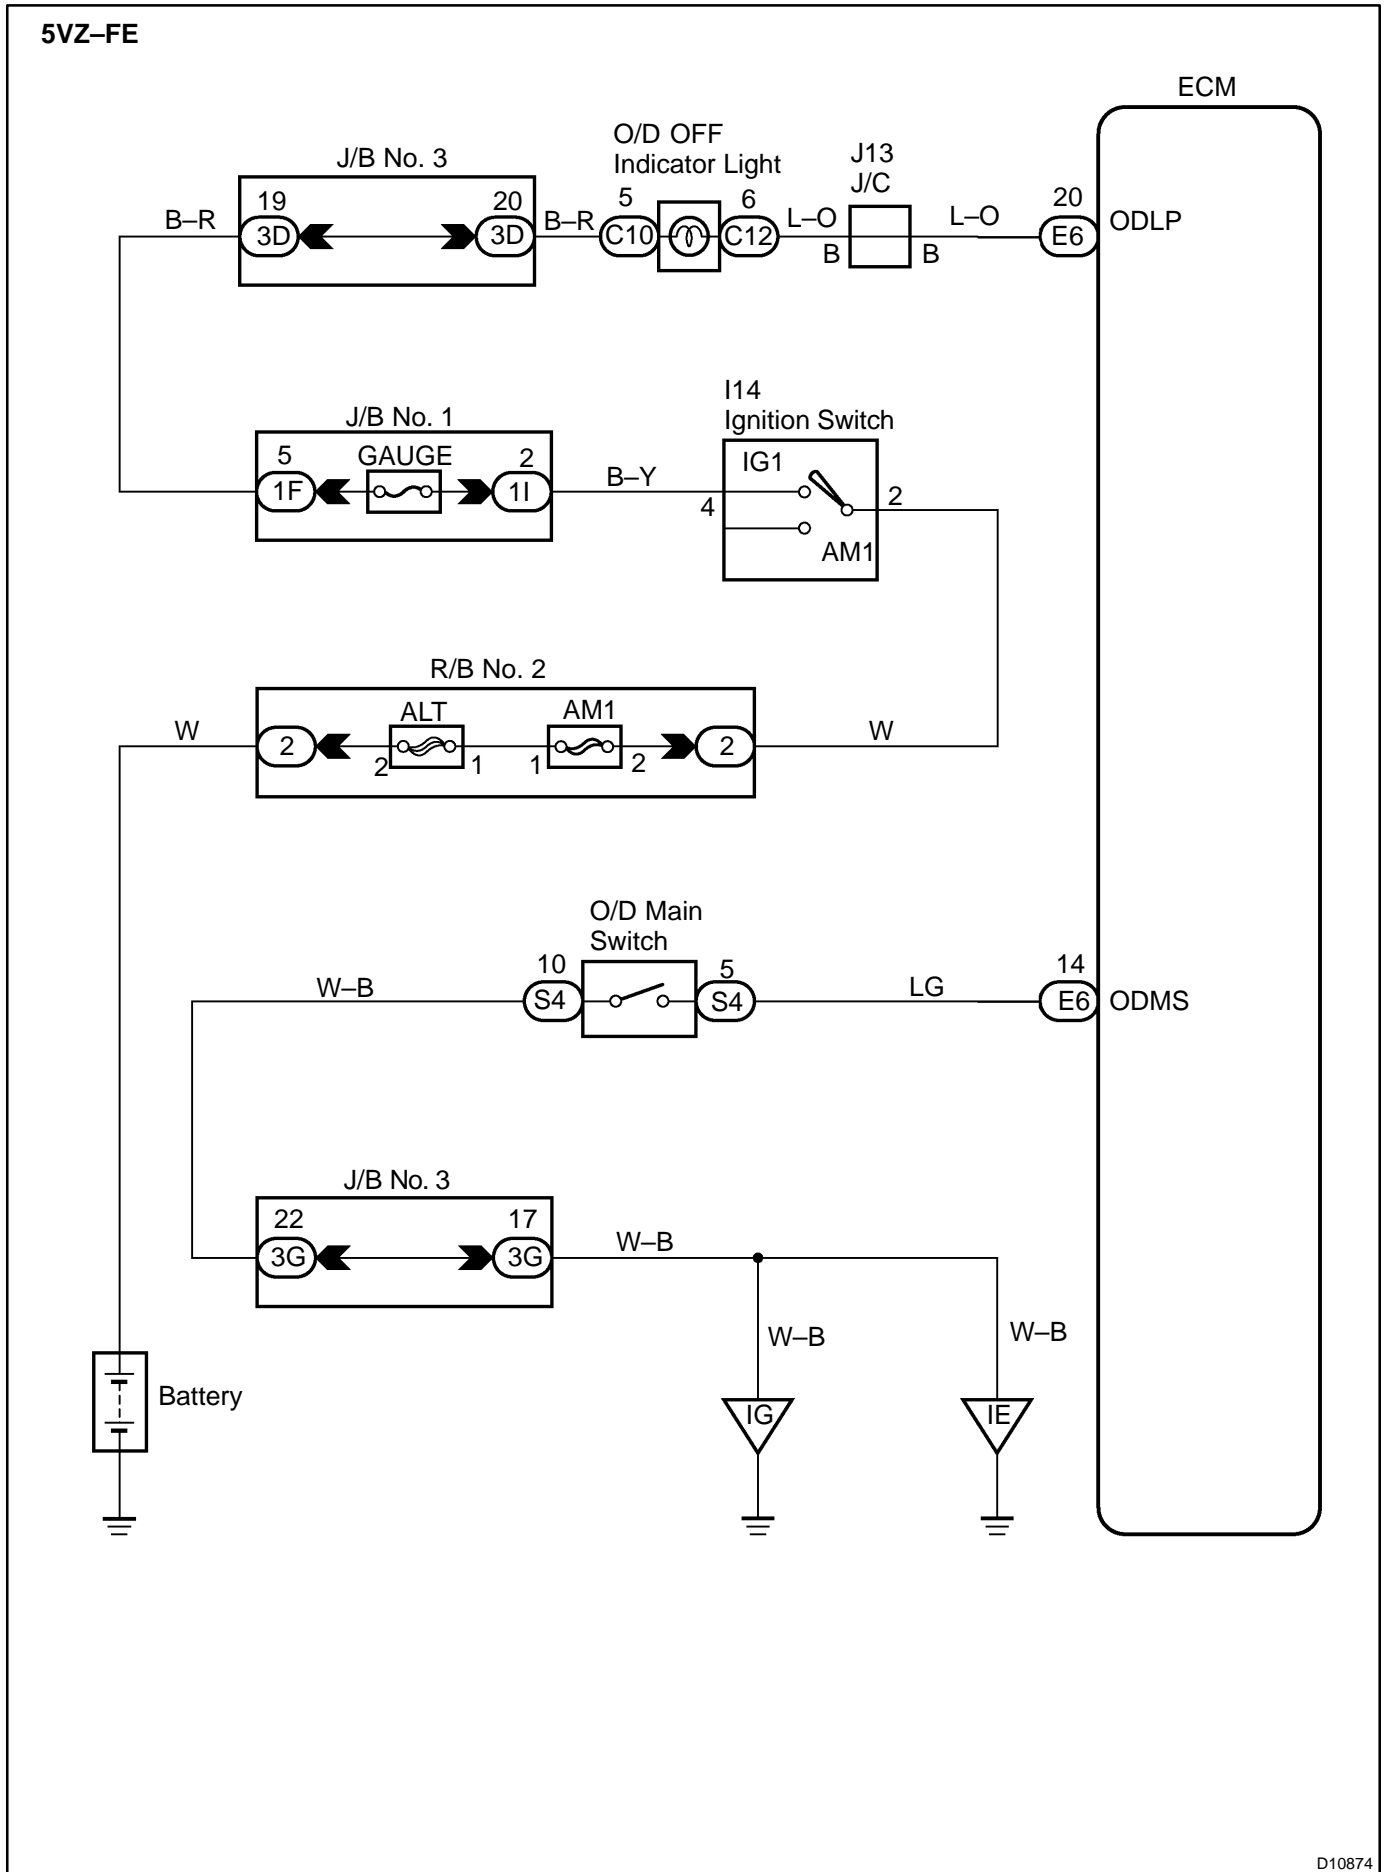 5VZ–FE
ECM
J/B No. 3
19
3D
20
3D
B–R
B–R
O/D OFF
Indicator Light
5
C10
6
C12
L–O
B
J13
J/C
B
L–O
20
E6
ODLP
J/B No. 1
5
1F
GAUGE
2
1I
B–Y
I14
Ignition Switch
IG1
4
2
AM1
R/B No. 2
W
2
ALT
2
1
AM1
1
2
2
W
O/D Main
Switch
W–B
10
S4
5
S4
LG
14
E6
ODMS
J/B No. 3
22
3G
17
3G
W–B
W–B
W–B
IG
IE
Battery
D10874